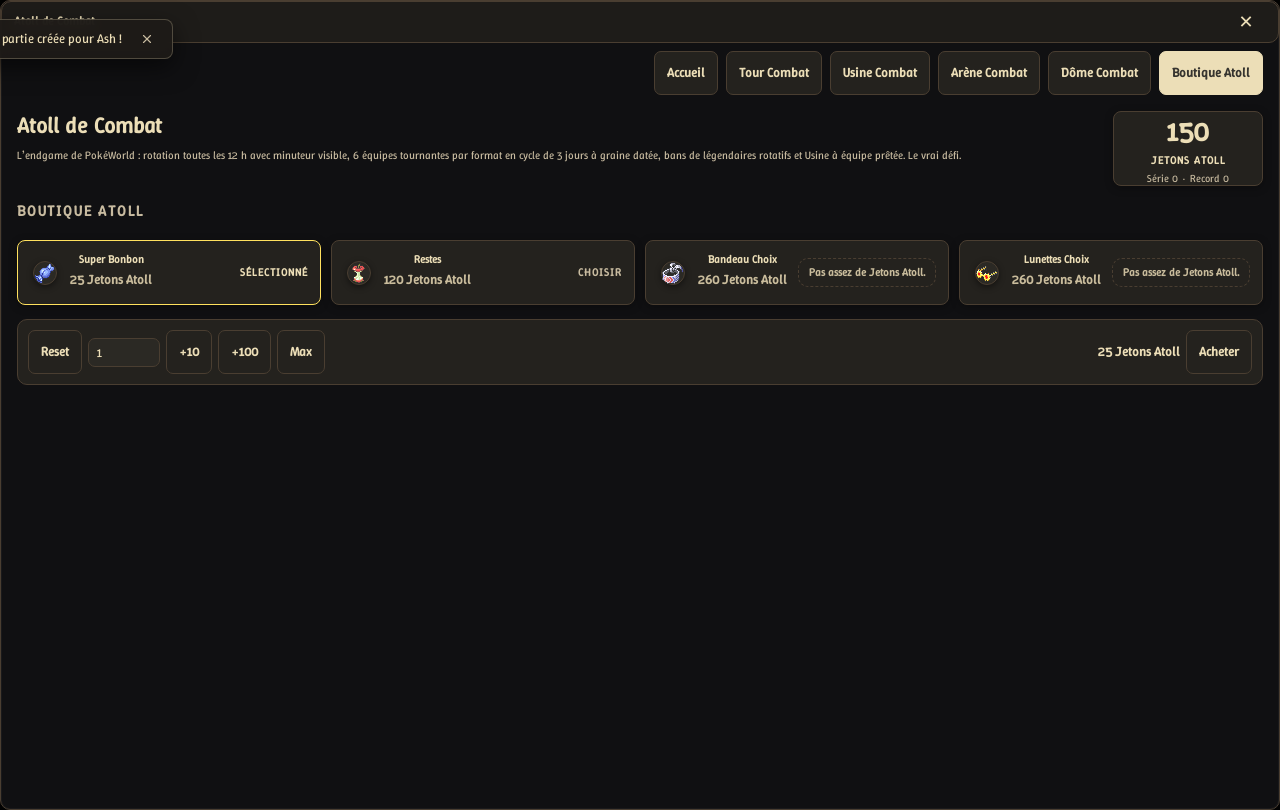 Atoll de Combat
partie créée pour Ash !
Accueil
Tour Combat
Usine Combat
Arène Combat
Dôme Combat
Boutique Atoll
Atoll de Combat
L'endgame de PokéWorld : rotation toutes les 12 h avec minuteur visible, 6 équipes tournantes par format en cycle de 3 jours à graine datée, bans de légendaires rotatifs et Usine à équipe prêtée. Le vrai défi.
150
JETONS ATOLL
Série 0 · Record 0
BOUTIQUE ATOLL
Super Bonbon
25 Jetons Atoll
SÉLECTIONNÉ
Restes
120 Jetons Atoll
CHOISIR
Bandeau Choix
260 Jetons Atoll
Pas assez de Jetons Atoll.
Lunettes Choix
260 Jetons Atoll
Pas assez de Jetons Atoll.
Reset
1
+10
+100
Max
25 Jetons Atoll
Acheter